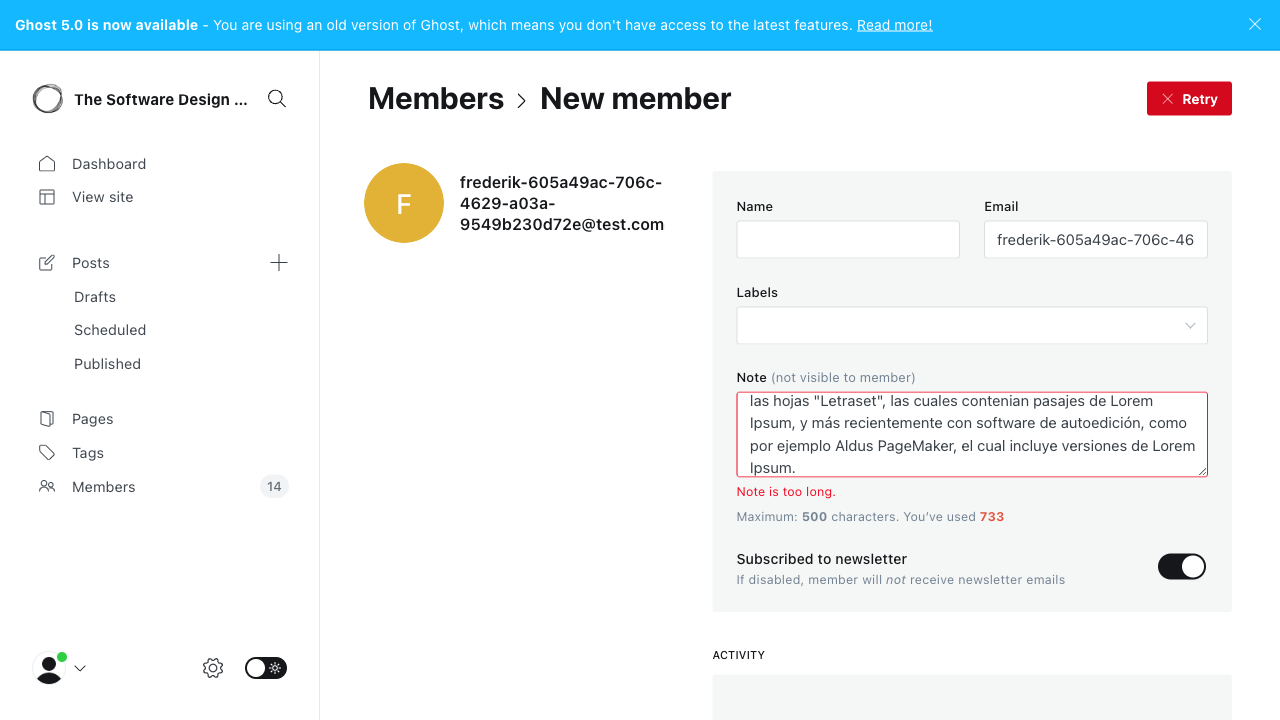 Ghost 5.0 is now available - You are using an old version of Ghost, which means you don't have access to the latest features. Read more!
The Software Design ...
Dashboard
View site
Posts
Drafts
Scheduled
Published
Pages
Tags
Members
14
Members
New member
Retry
F
frederik-605a49ac-706c-
4629-a03a-
9549b230d72e@test.com
Name
Email
frederik-605a49ac-706c-46
Labels
Note (not visible to member)
las hojas "Letraset", las cuales contenian pasajes de Lorem
Ipsum, y más recientemente con software de autoedición, como
por ejemplo Aldus PageMaker, el cual incluye versiones de Lorem
Ipsum.
Note is too long.
Maximum: 500 characters. You've used 733
Subscribed to newsletter
If disabled, member will not receive newsletter emails
ACTIVITY